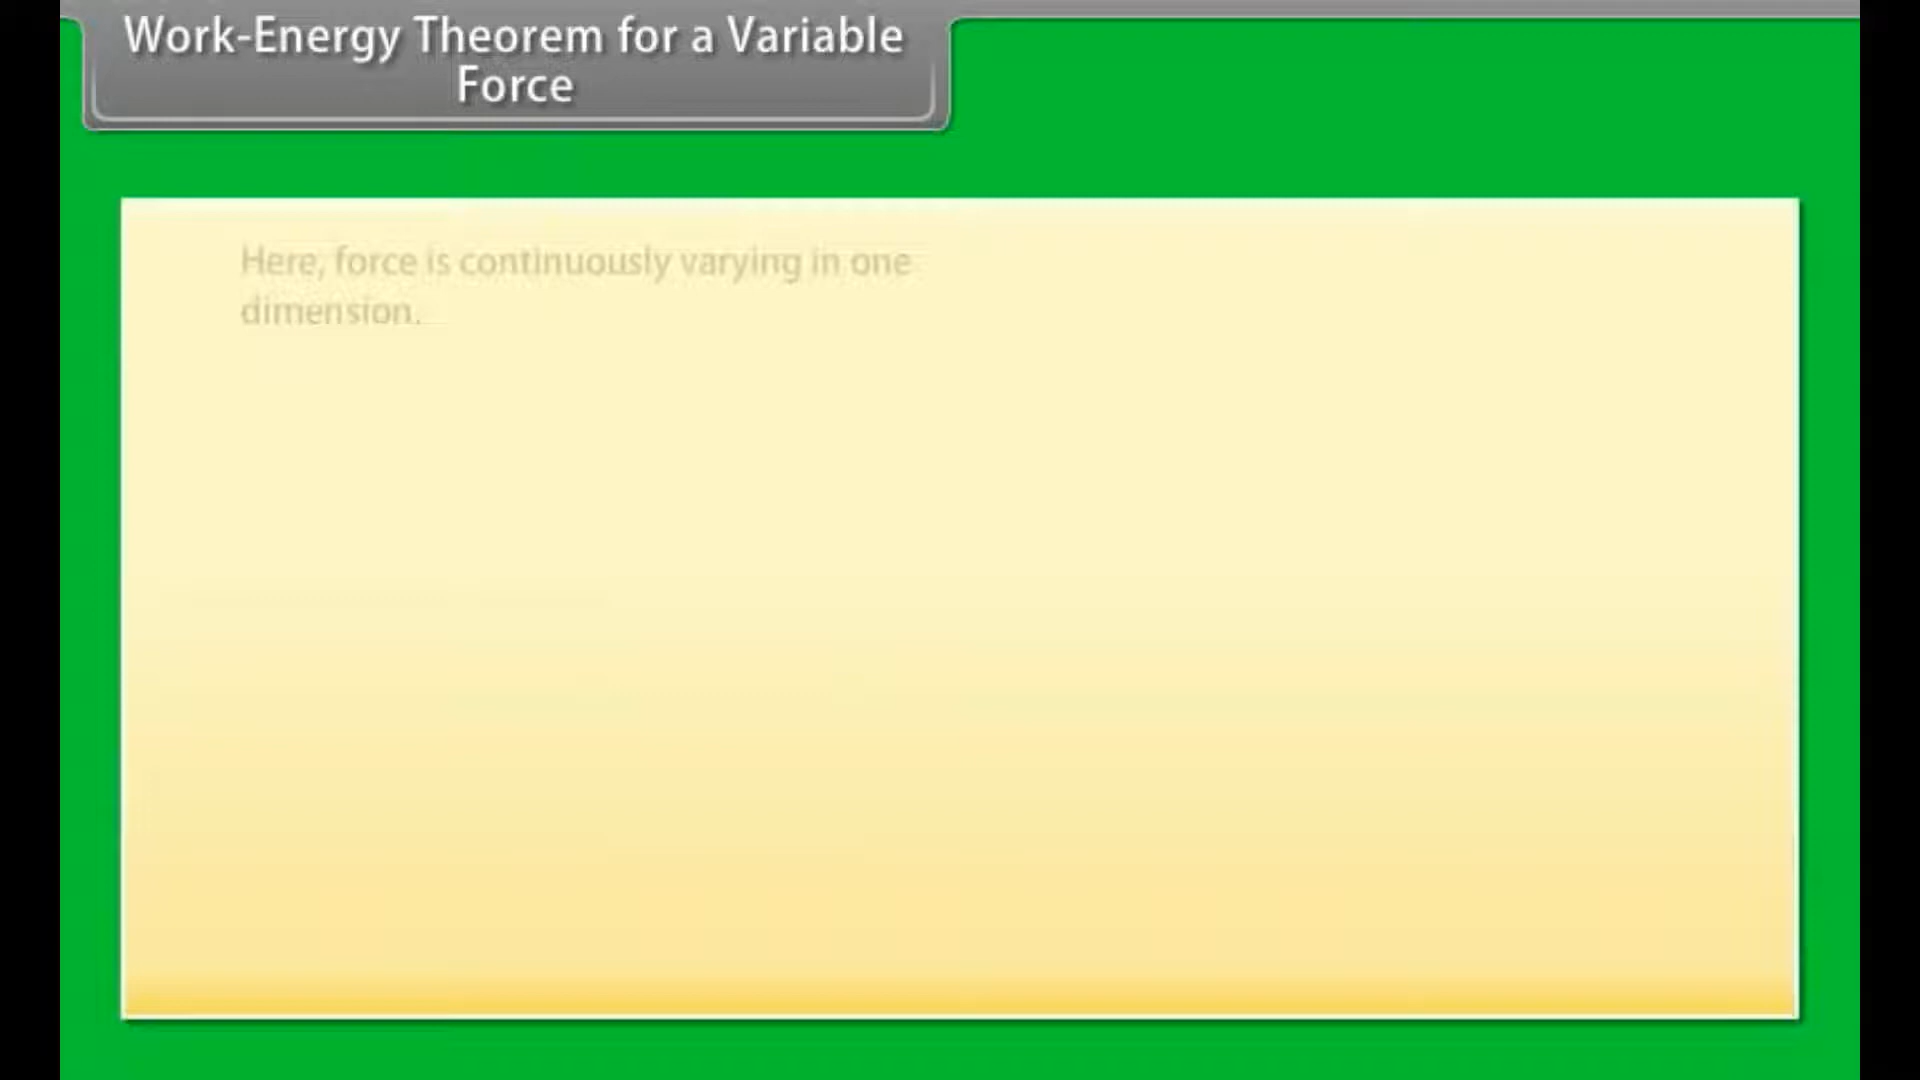 Work-Energy Theorem for a Variable
Force
Here, force is continuously varying in one
dimension.